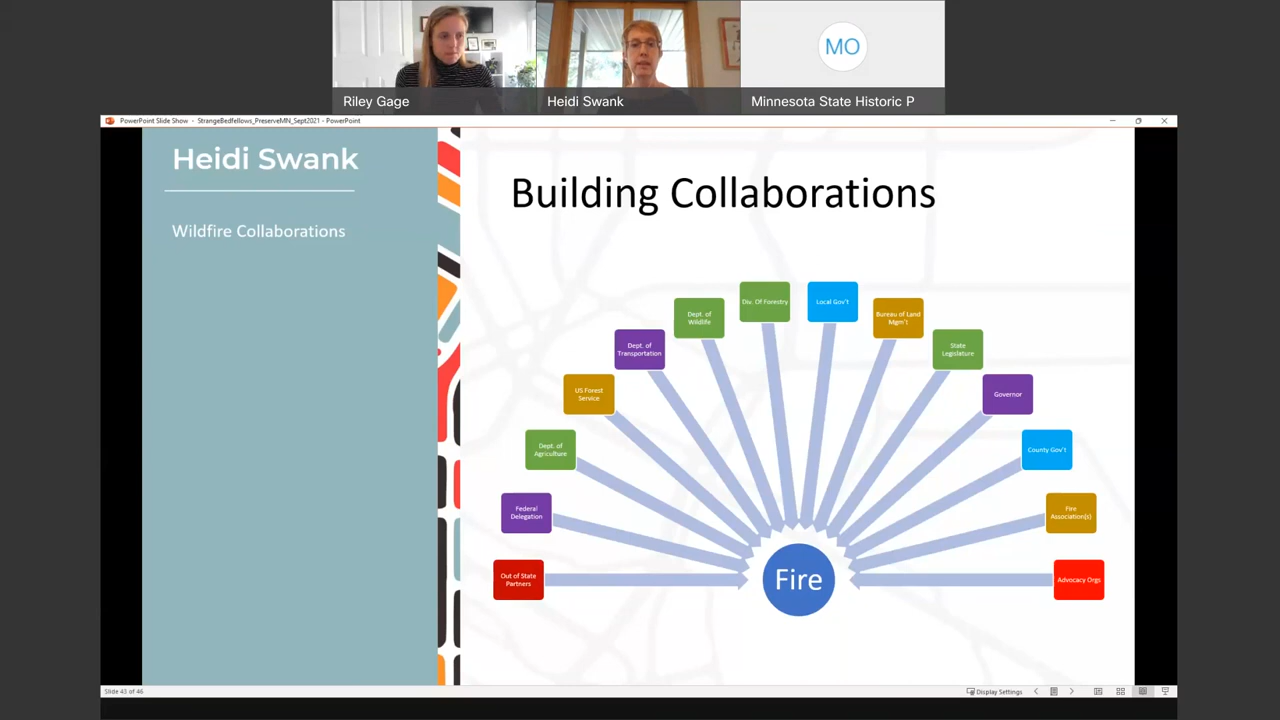 MO
Riley Gage
Heidi Swank
Minnesota State Historic P
PowerPoint Slide Show - StrangeBedfellows_PreserveMN_Sept2021 - PowerPoint
Heidi Swank
Wildfire Collaborations
Building Collaborations
Out of State
Partners
Federal
Delegation
Dept. of
Agriculture
US Forest
Service
Dept. of
Transportation
Dept. of
Wildlife
Div. Of Forestry
Local Gov't
Bureau of Land
Mgm't
State
Legislature
Governor
County Gov't
Fire
Association(s)
Advocacy Orgs
Fire
Slide 43 of 46
Display Settings